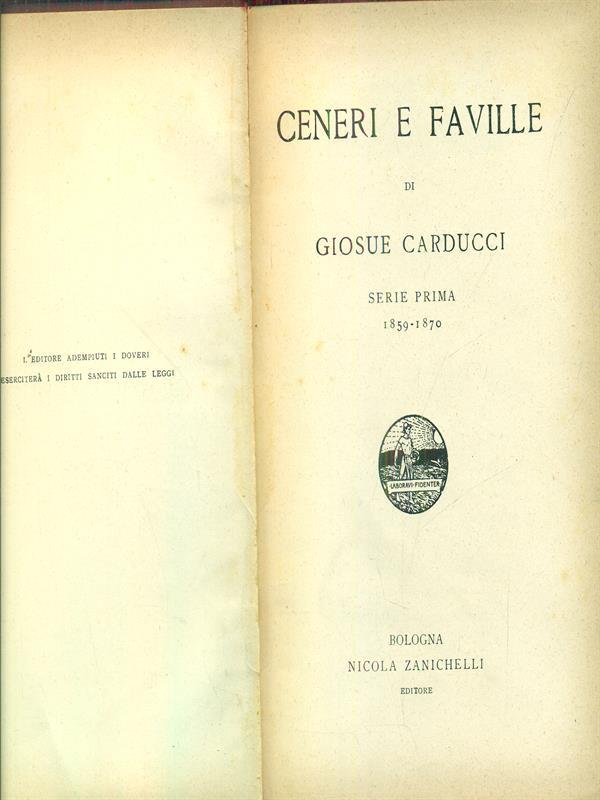 L'EDITORE ADEMPIUTI I DOVERI
ESERCITERÀ I DIRITTI SANCITI DALLE LEGGI
CENERI E FAVILLE
DI
GIOSUE CARDUCCI
SERIE PRIMA
1859-1870
LABORAVI·FIDENTER
BOLOGNA
NICOLA ZANICHELLI
EDITORE